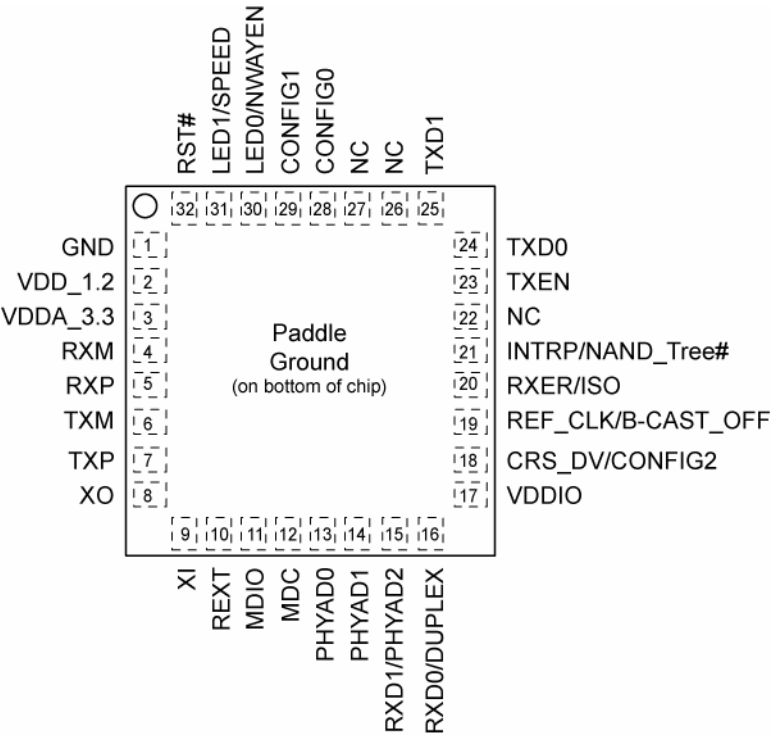 RST#
LED1/SPEED
LED0/NWAYEN
CONFIG1
CONFIG0
NC
NC
TXD1
32 31 30 29 28 27 26 25
GND 1
VDD_1.2 2
VDDA_3.3 3
RXM 4
RXP 5
TXM 6
TXP 7
XO 8
Paddle
Ground
(on bottom of chip)
24 TXD0
23 TXEN
22 NC
21 INTRP/NAND_Tree#
20 RXER/ISO
19 REF_CLK/B-CAST_OFF
18 CRS_DV/CONFIG2
17 VDDIO
9 10 11 12 13 14 15 16
XI
REXT
MDIO
MDC
PHYAD0
PHYAD1
RXD1/PHYAD2
RXD0/DUPLEX